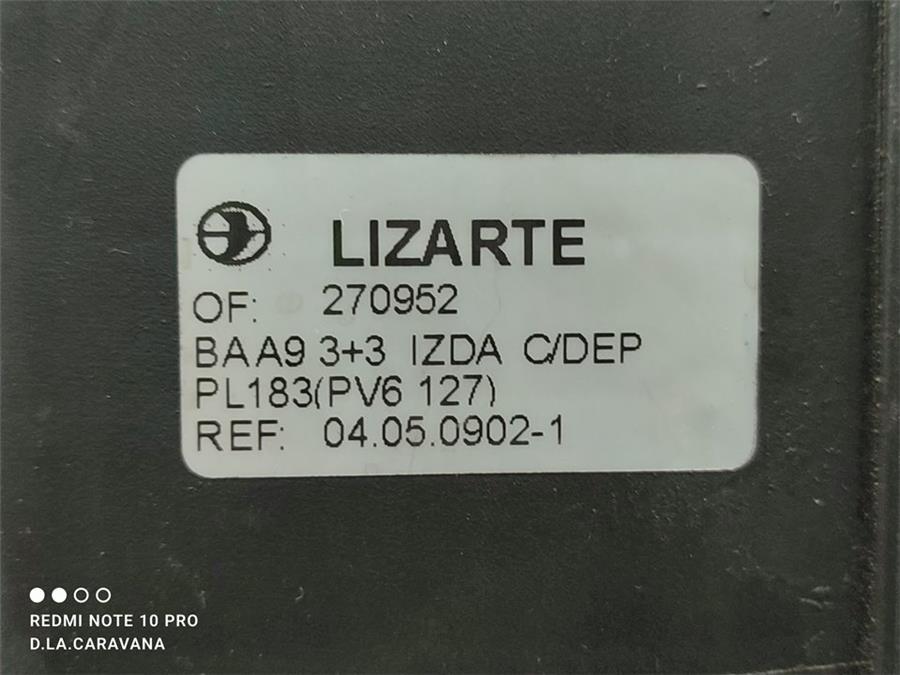 LIZARTE
OF: 270952
BAA9 3+3 IZDA C/DEP
PL183(PV6 127)
REF: 04.05.0902-1
REDMI NOTE 10 PRO
D.LA.CARAVANA